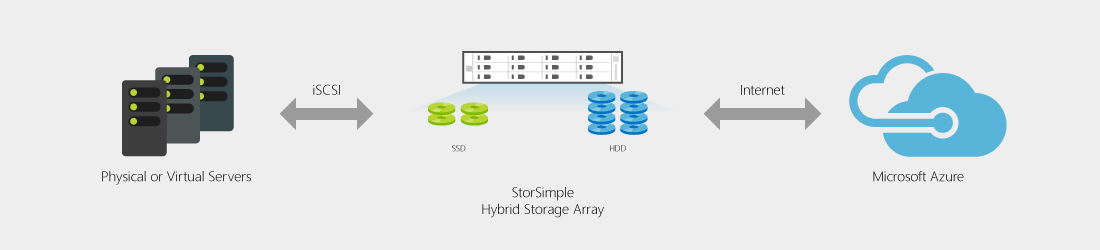 iSCSI
Internet
SSD
HDD
Physical or Virtual Servers
StorSimple
Hybrid Storage Array
Microsoft Azure